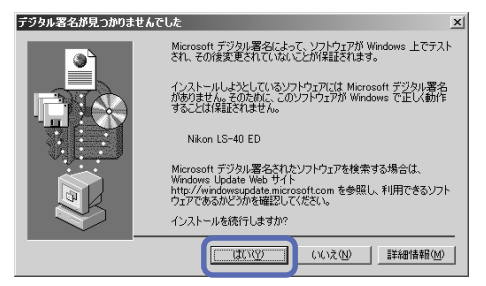 デジタル署名が見つかりませんでした
Microsoft デジタル署名によって、ソフトウェアが Windows 上でテスト
され、その後変更されていないことが保証されます。
インストールしようとしているソフトウェアには Microsoft デジタル署名
がありません。そのために、このソフトウェアが Windows で正しく動作
することは保証されません。
Nikon LS-40 ED
Microsoft デジタル署名されたソフトウェアを検索する場合は、
Windows Update Web サイト
http://windowsupdate.microsoft.com を参照し、利用できるソフト
ウェアであるかどうかを確認してください。
インストールを続行しますか?
はい(Y) いいえ(N) 詳細情報(M)